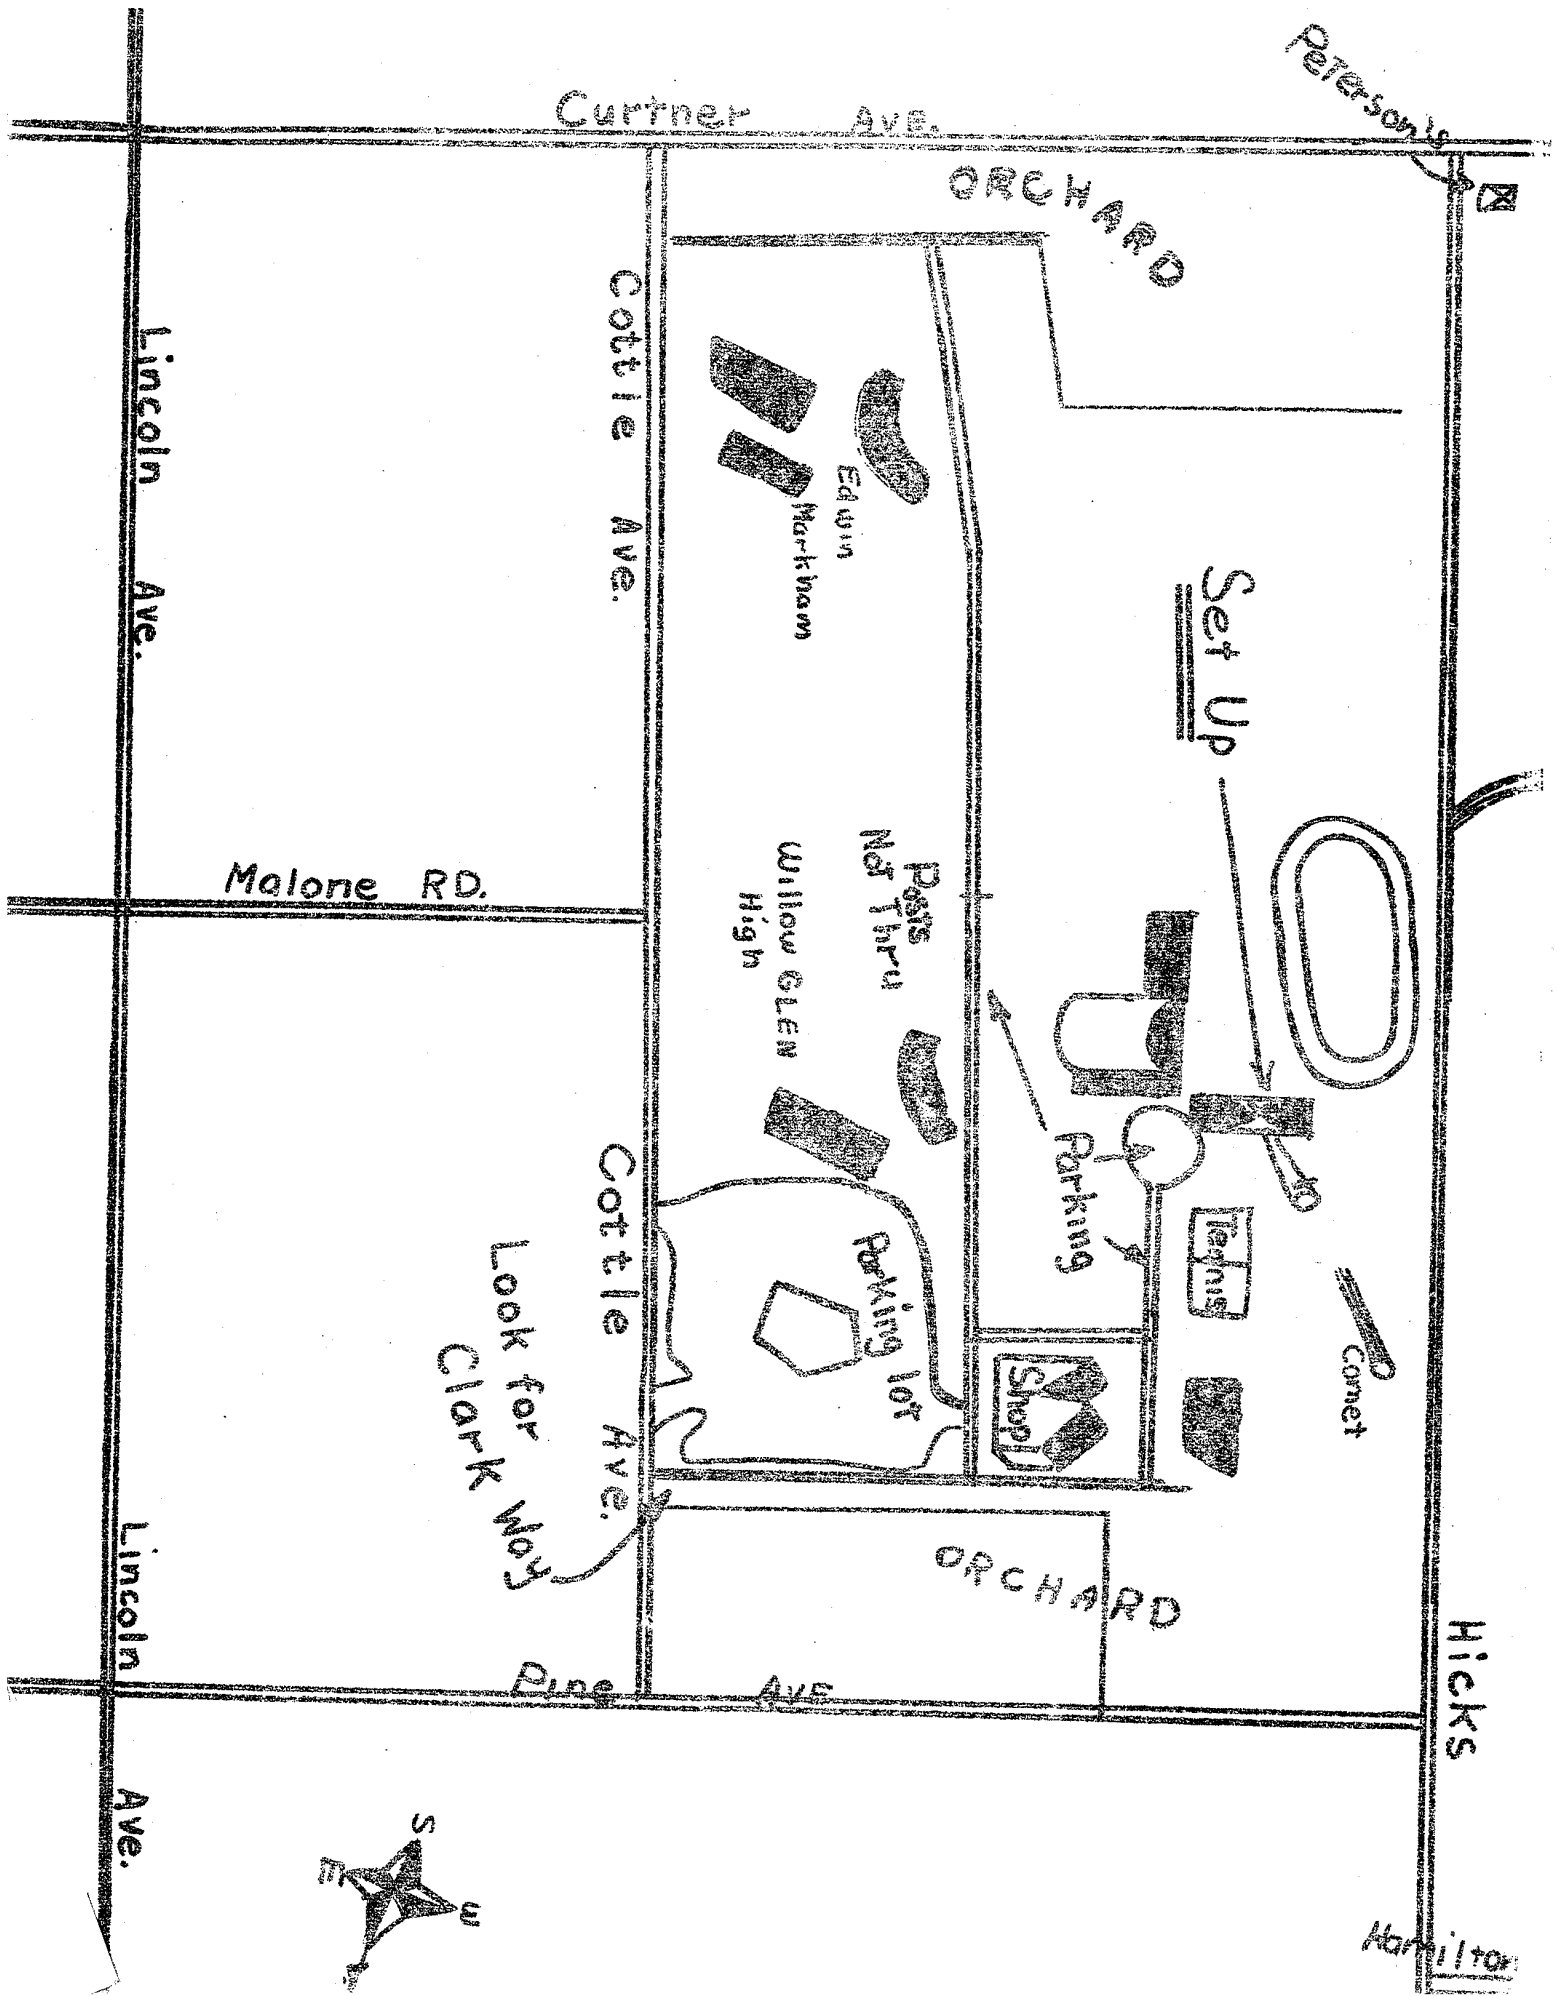 Peterson's
Curtner AVE.
ORCHARD
Lincoln Ave.
Cottle Ave.
Edwin
Markham
Set Up
Malone RD.
Willow GLEN
High
Posts
Not Thru
Parking
Tennis
Comet
Parking lot
Shop
Cottle Ave.
Look for
Clark Way
ORCHARD
Lincoln Ave.
Pine AVE
Hicks
S
E
W
Hamilton